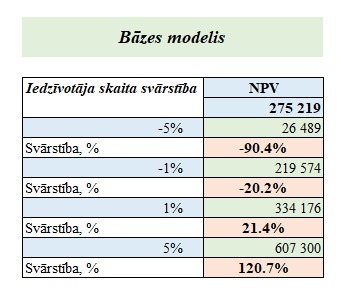 Bāzes modelis
Iedzīvotāja skaita svārstība NPV
275 219
-5% 26 489
Svārstība, % -90.4%
-1% 219 574
Svārstība, % -20.2%
1% 334 176
Svārstība, % 21.4%
5% 607 300
Svārstība, % 120.7%